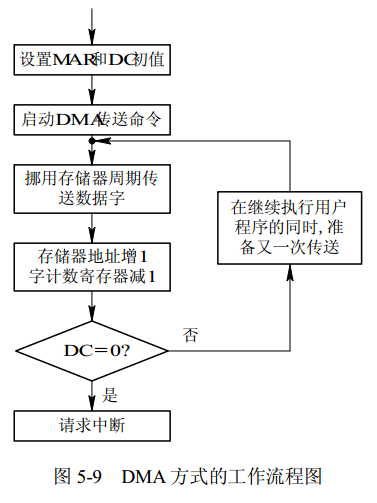 设置MAR和DC初值
启动DMA传送命令
挪用存储器周期传
送数据字
在继续执行用户
程序的同时,准
备又一次传送
存储器地址增1
字计数寄存器减1
否
DC=0?
是
请求中断
图 5-9 DMA 方式的工作流程图